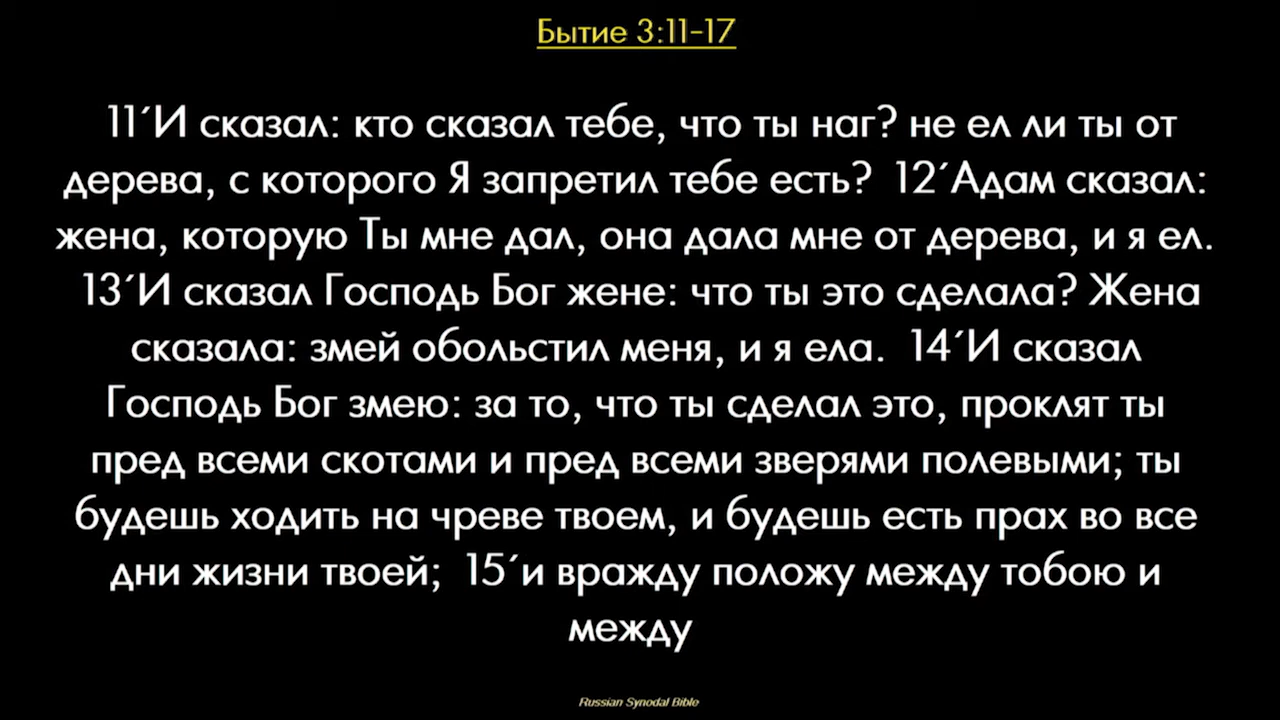 Бытие 3:11-17
11´И сказал: кто сказал тебе, что ты наг? не ел ли ты от
дерева, с которого Я запретил тебе есть? 12´Адам сказал:
жена, которую Ты мне дал, она дала мне от дерева, и я ел.
13´И сказал Господь Бог жене: что ты это сделала? Жена
сказала: змей обольстил меня, и я ела. 14´И сказал
Господь Бог змею: за то, что ты сделал это, проклят ты
пред всеми скотами и пред всеми зверями полевыми; ты
будешь ходить на чреве твоем, и будешь есть прах во все
дни жизни твоей; 15´и вражду положу между тобою и
между
Russian Synodal Bible